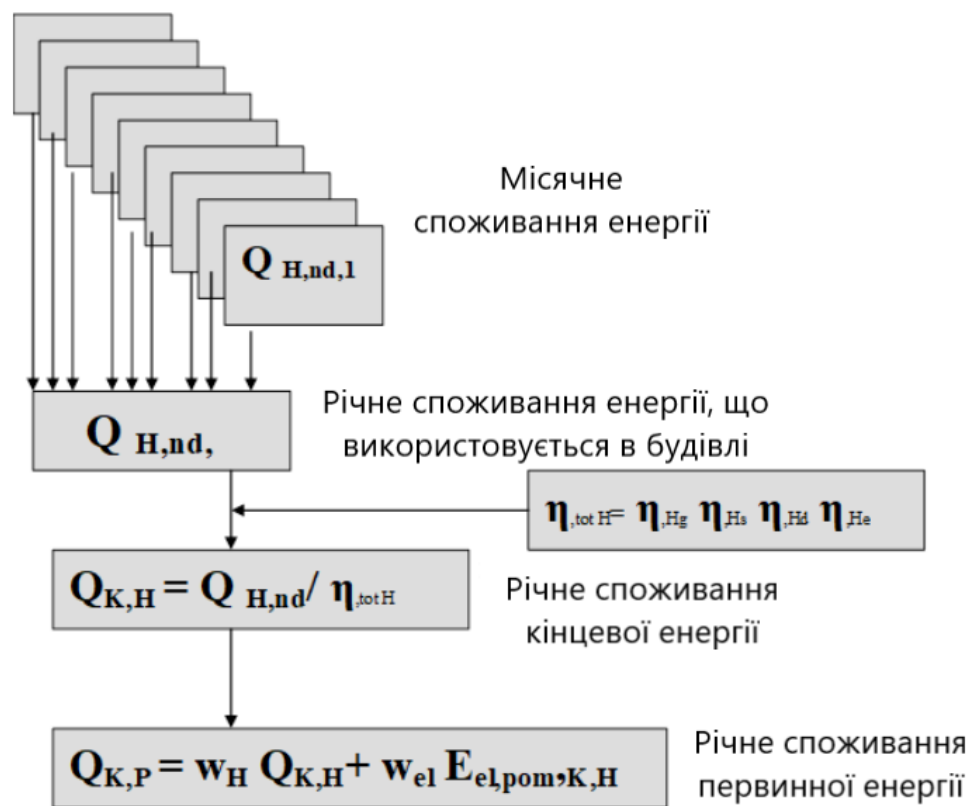 Місячне
споживання енергії
Q H,nd,1
Річне споживання енергії, що
використовується в будівлі
Q H,nd,
η,tot H= η,Hg η,Hs η,Hd η,He
QK,H = Q H,nd/ η,tot H
Річне споживання
кінцевої енергії
QK,P = wH QK,H+ wel Eel,pom,K,H
Річне споживання
первинної енергії